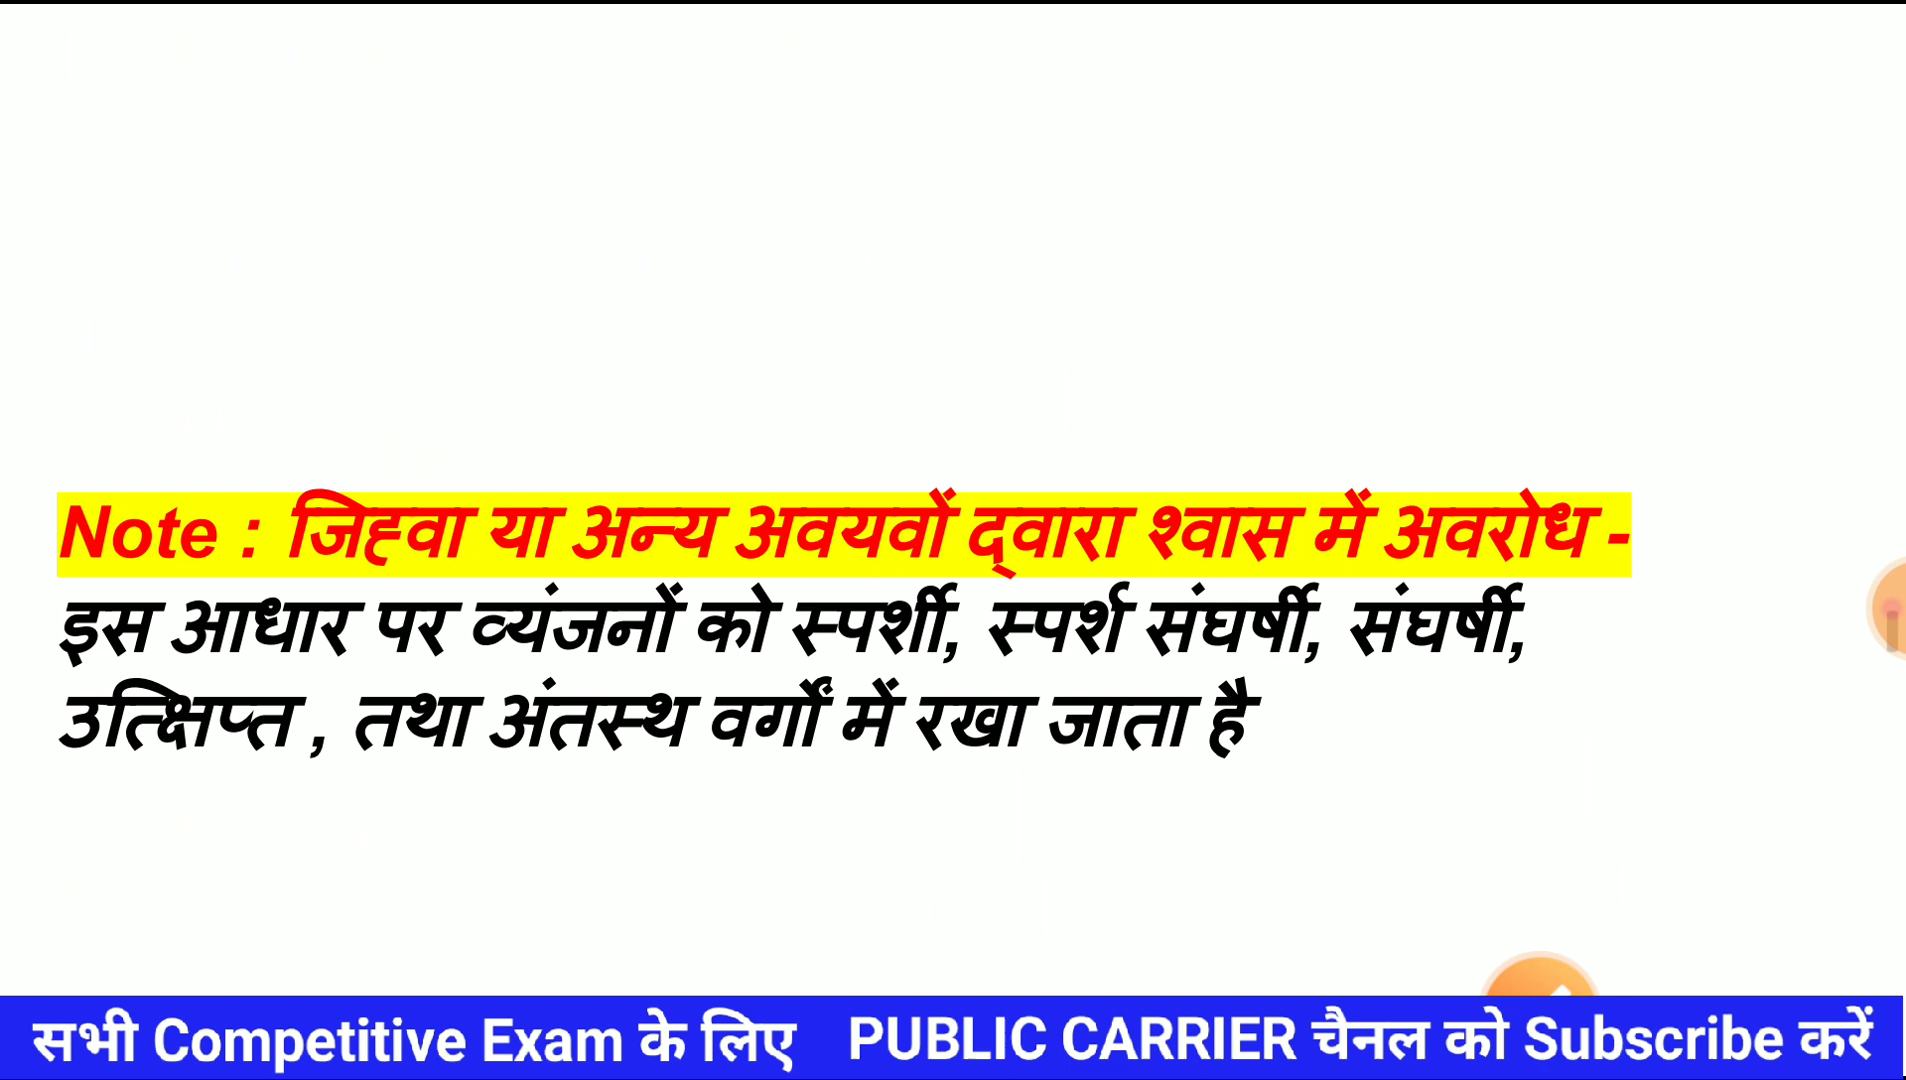 Note : जिह्वा या अन्य अवयवों द्वारा श्वास में अवरोध -
इस आधार पर व्यंजनों को स्पर्शी, स्पर्श संघर्षी, संघर्षी,
उत्क्षिप्त , तथा अंतस्थ वर्गों में रखा जाता है
सभी Competitive Exam के लिए PUBLIC CARRIER चैनल को Subscribe करें